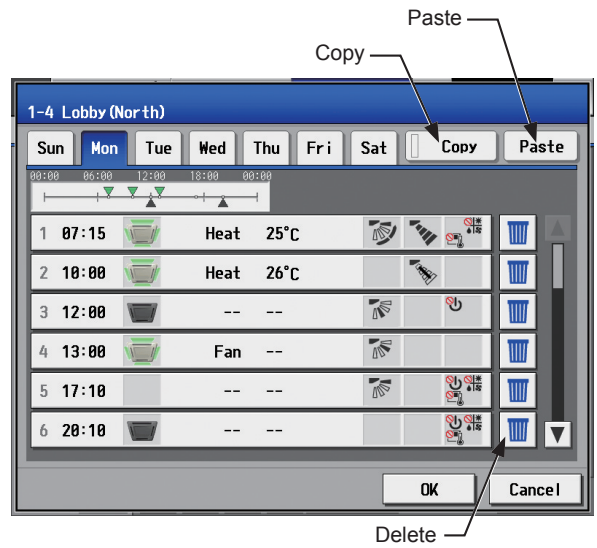 Paste
Copy
1-4 Lobby(North)
Sun Mon Tue Wed Thu Fri Sat Copy Paste
00:00 06:00 12:00 18:00 00:00
1 07:15 Heat 25°C
2 10:00 Heat 26°C
3 12:00 -- --
4 13:00 Fan --
5 17:10 -- --
6 20:10 -- --
OK Cancel
Delete